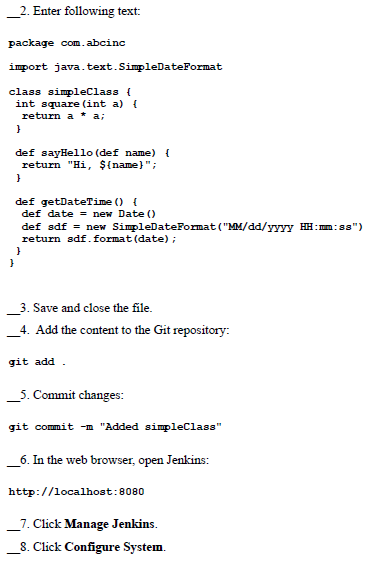 __2. Enter following text:
package com.abcinc
import java.text.SimpleDateFormat
class simpleClass {
int square(int a) {
return a * a;
}
def sayHello(def name) {
return "Hi, ${name}";
}
def getDateTime() {
def date = new Date()
def sdf = new SimpleDateFormat("MM/dd/yyyy HH:mm:ss")
return sdf.format(date);
}
}
__3. Save and close the file.
__4. Add the content to the Git repository:
git add .
__5. Commit changes:
git commit -m "Added simpleClass"
__6. In the web browser, open Jenkins:
http://localhost:8080
__7. Click Manage Jenkins.
__8. Click Configure System.